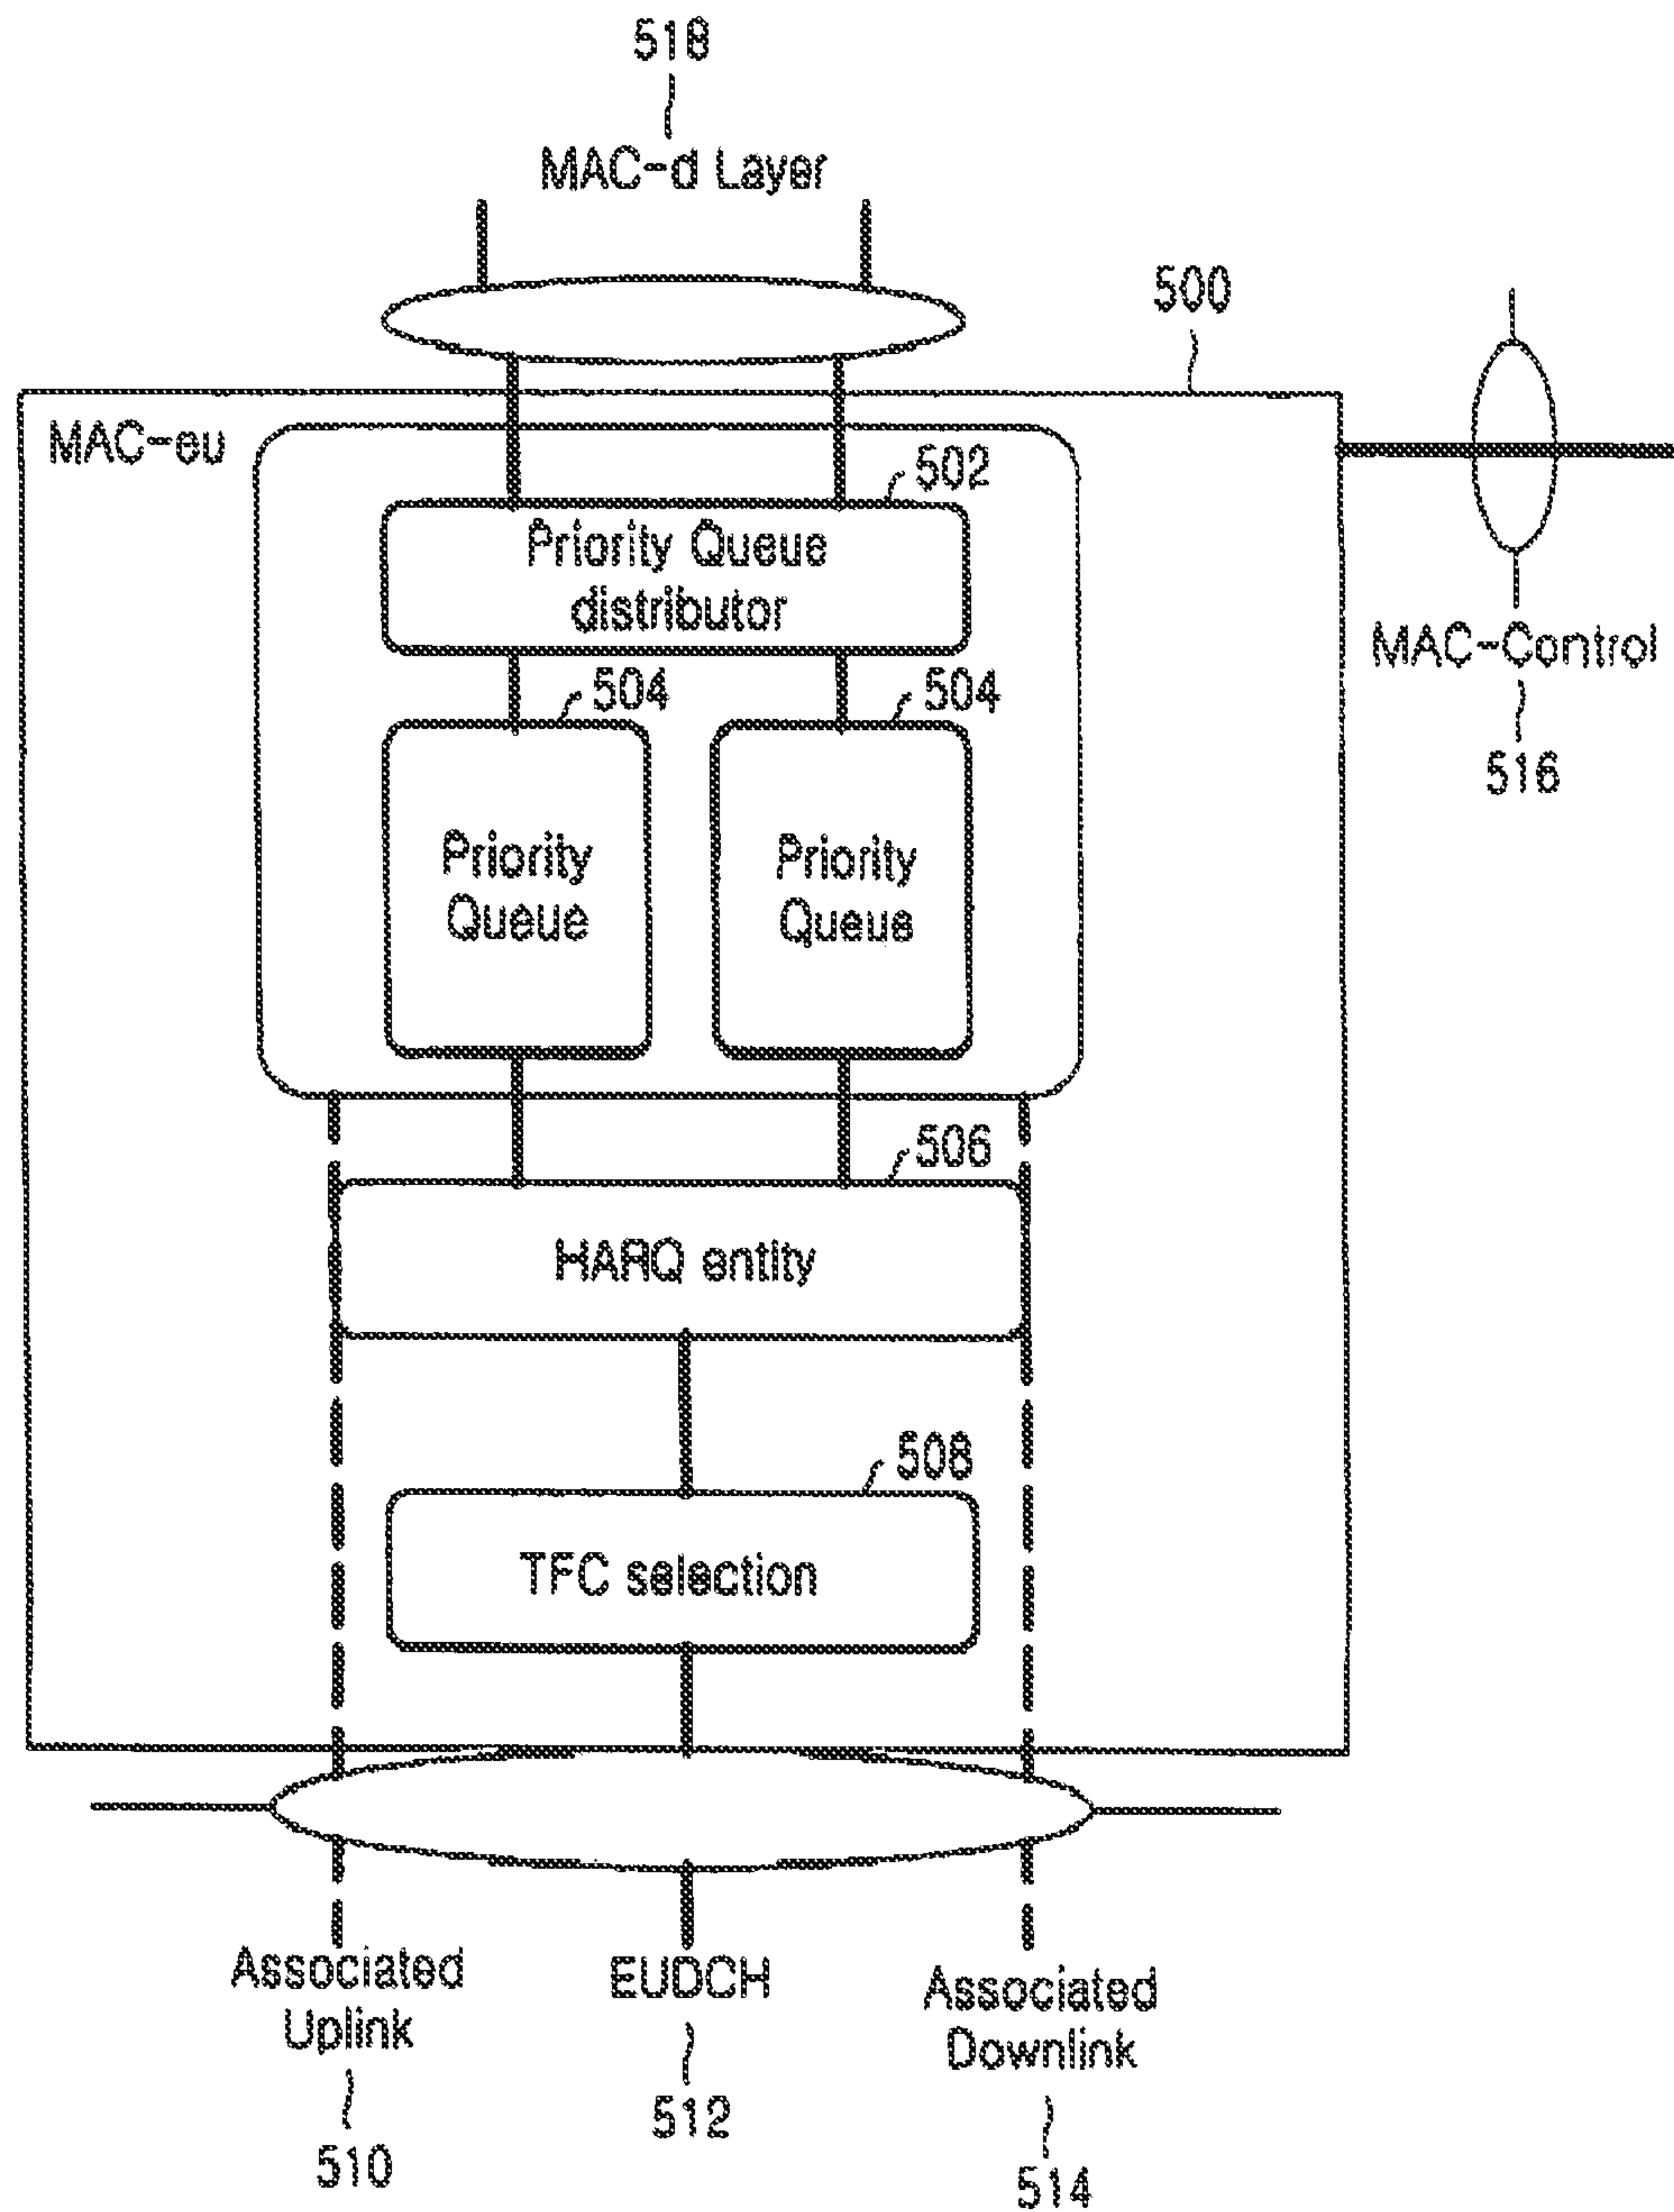 518
MAC-d Layer
500
MAC-eu
502
Priority Queue
distributor
MAC-Control
516
504
504
Priority
Queue
Priority
Queue
506
HARQ entity
508
TFC selection
Associated
Uplink
EUDCH
Associated
Downlink
510
512
514